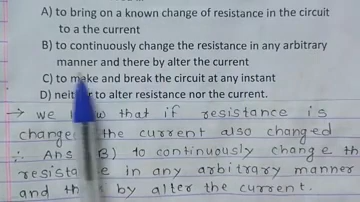 A) to bring on a known change of resistance in the circuit
to a the current
B) to continuously change the resistance in any arbitrary
manner and there by alter the current
C) to make and break the circuit at any instant
D) neither to alter resistance nor the current.
→ we know that if resistance is
change the current also changed
∴ Ans B) to continuously change th
resista e in any arbitrary manner
and th s by alter the current.